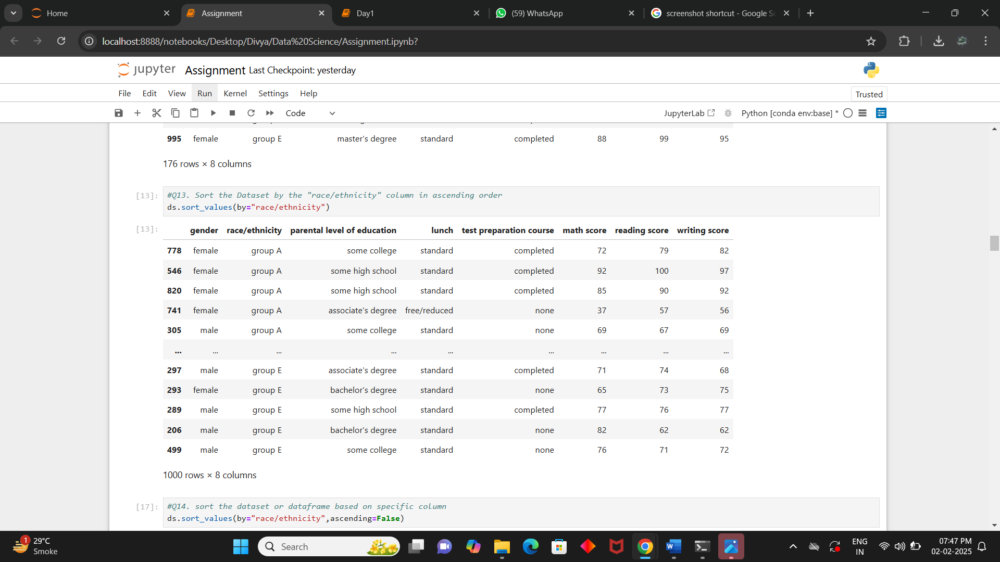 Home
Assignment
Day1
(59) WhatsApp
screenshot shortcut - Google Se
localhost:8888/notebooks/Desktop/Divya/Data%20Science/Assignment.ipynb?
jupyter Assignment Last Checkpoint: yesterday
File Edit View Run Kernel Settings Help Trusted
Code JupyterLab Python [conda env:base] *
995 female group E master's degree standard completed 88 99 95
176 rows × 8 columns
[13]: #Q13. Sort the Dataset by the "race/ethnicity" column in ascending order
ds.sort_values(by="race/ethnicity")
[13]: gender race/ethnicity parental level of education lunch test preparation course math score reading score writing score
778 female group A some college standard completed 72 79 82
546 female group A some high school standard completed 92 100 97
820 female group A some high school standard completed 85 90 92
741 female group A associate's degree free/reduced none 37 57 56
305 male group A some college standard none 69 67 69
... ... ... ... ... ... ... ... ...
297 male group E associate's degree standard completed 71 74 68
293 female group E bachelor's degree standard none 65 73 75
289 male group E some high school standard completed 77 76 77
206 male group E bachelor's degree standard none 82 62 62
499 male group E some college standard none 76 71 72
1000 rows × 8 columns
[17]: #Q14. sort the dataset or dataframe based on specific column
ds.sort_values(by="race/ethnicity",ascending=False)
1
29°C
Smoke
Search
ENG
IN
07:47 PM
02-02-2025